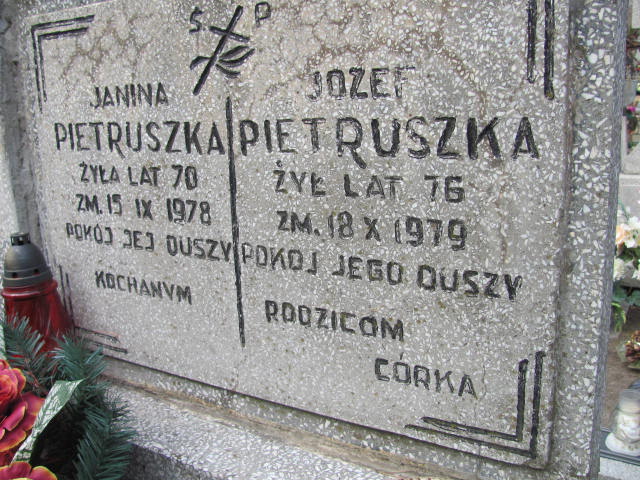 Ś P
JANINA
PIETRUSZKA
ŻYŁA LAT 70
ZM. 15 IX 1978
POKÓJ JEJ DUSZY
JÓZEF
PIETRUSZKA
ŻYŁ LAT 76
ZM. 18 X 1979
POKÓJ JEGO DUSZY
KOCHANYM
RODZICOM
CÓRKA